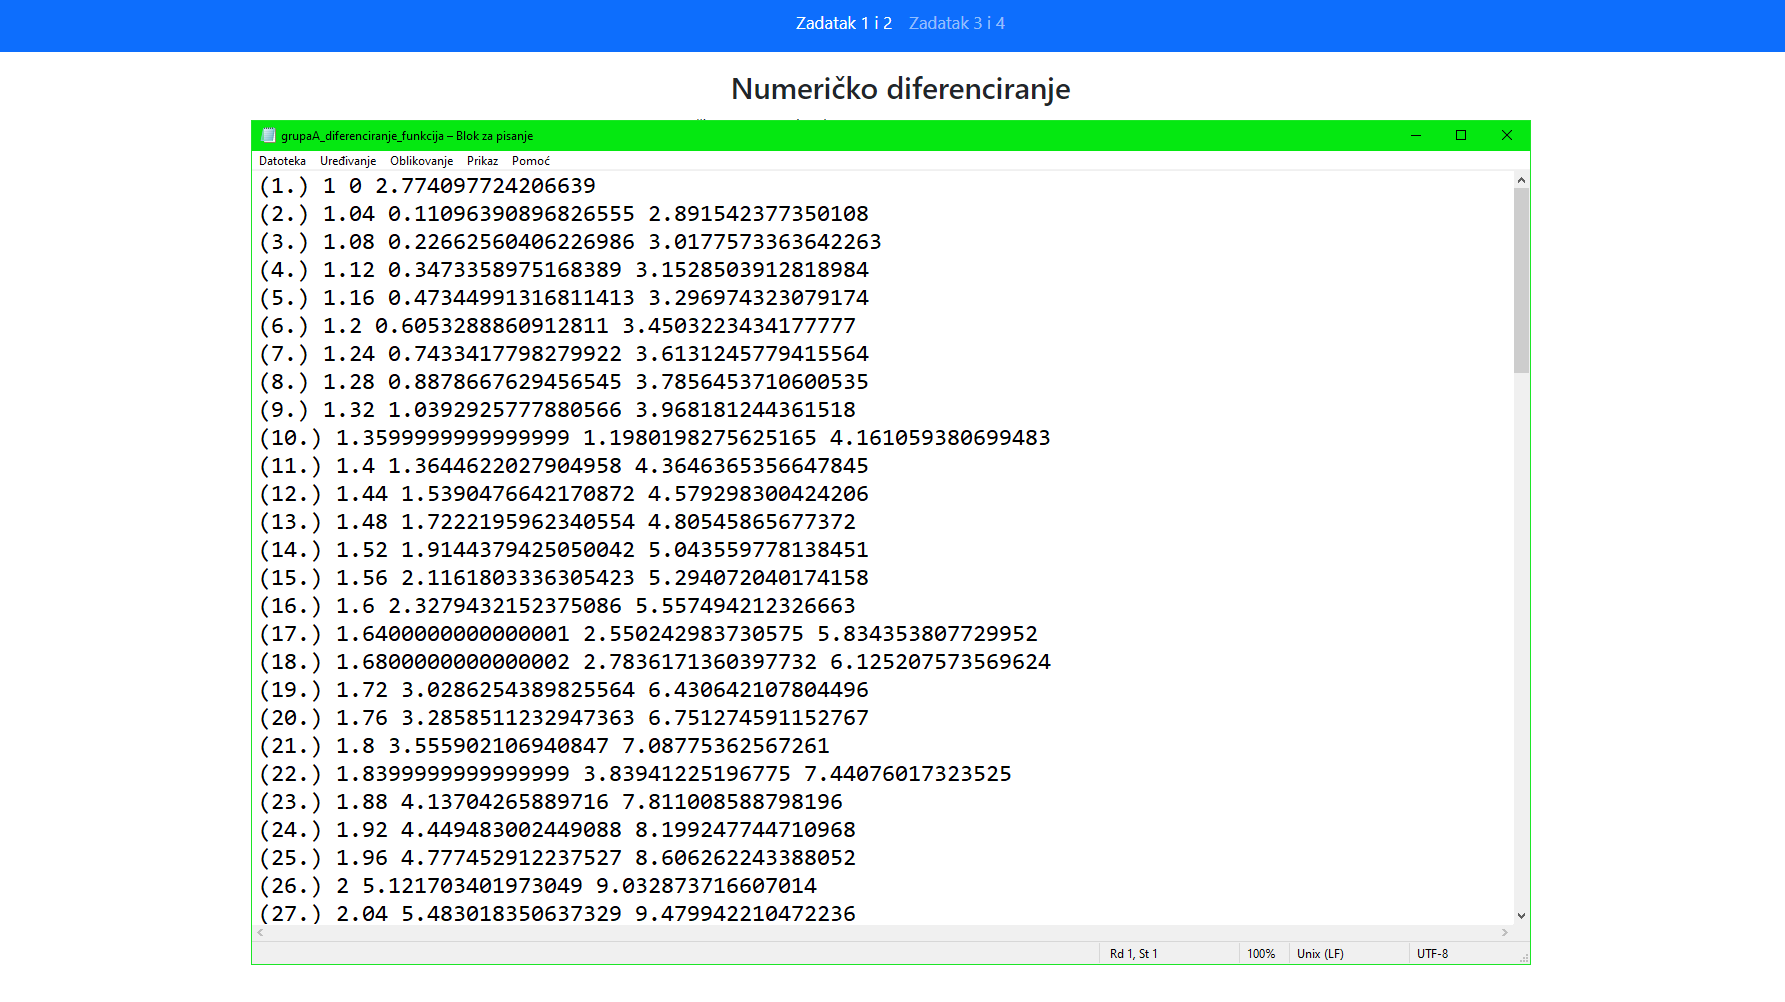 Zadatak 1 i 2 Zadatak 3 i 4
Numeričko diferenciranje
grupaA_diferenciranje_funkcija – Blok za pisanje
Datoteka Uređivanje Oblikovanje Prikaz Pomoć
(1.) 1 0 2.774097724206639
(2.) 1.04 0.11096390896826555 2.891542377350108
(3.) 1.08 0.22662560406226986 3.0177573363642263
(4.) 1.12 0.3473358975168389 3.1528503912818984
(5.) 1.16 0.47344991316811413 3.296974323079174
(6.) 1.2 0.6053288860912811 3.4503223434177777
(7.) 1.24 0.7433417798279922 3.6131245779415564
(8.) 1.28 0.8878667629456545 3.7856453710600535
(9.) 1.32 1.0392925777880566 3.968181244361518
(10.) 1.3599999999999999 1.1980198275625165 4.161059380699483
(11.) 1.4 1.3644622027904958 4.3646365356647845
(12.) 1.44 1.5390476642170872 4.579298300424206
(13.) 1.48 1.7222195962340554 4.80545865677372
(14.) 1.52 1.9144379425050042 5.043559778138451
(15.) 1.56 2.1161803336305423 5.294072040174158
(16.) 1.6 2.3279432152375086 5.557494212326663
(17.) 1.6400000000000001 2.550242983730575 5.834353807729952
(18.) 1.6800000000000002 2.7836171360397732 6.125207573569624
(19.) 1.72 3.0286254389825564 6.430642107804496
(20.) 1.76 3.2858511232947363 6.751274591152767
(21.) 1.8 3.555902106940847 7.08775362567261
(22.) 1.8399999999999999 3.83941225196775 7.44076017323525
(23.) 1.88 4.13704265889716 7.811008588798196
(24.) 1.92 4.449483002449088 8.199247744710968
(25.) 1.96 4.777452912237527 8.606262243388052
(26.) 2 5.121703401973049 9.032873716607014
(27.) 2.04 5.483018350637329 9.479942210472236
Rd 1, St 1 100% Unix (LF) UTF-8